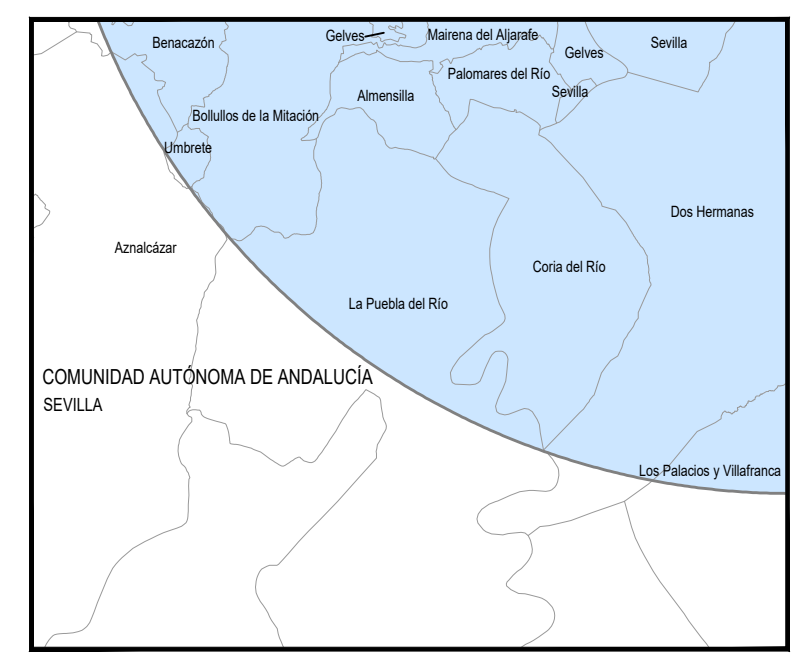 Gelves
Mairena del Aljarafe
Benacazón
Sevilla
Gelves
Palomares del Río
Almensilla
Sevilla
Bollullos de la Mitación
Umbrete
Dos Hermanas
Aznalcázar
Coria del Río
La Puebla del Río
COMUNIDAD AUTÓNOMA DE ANDALUCÍA
SEVILLA
Los Palacios y Villafranca